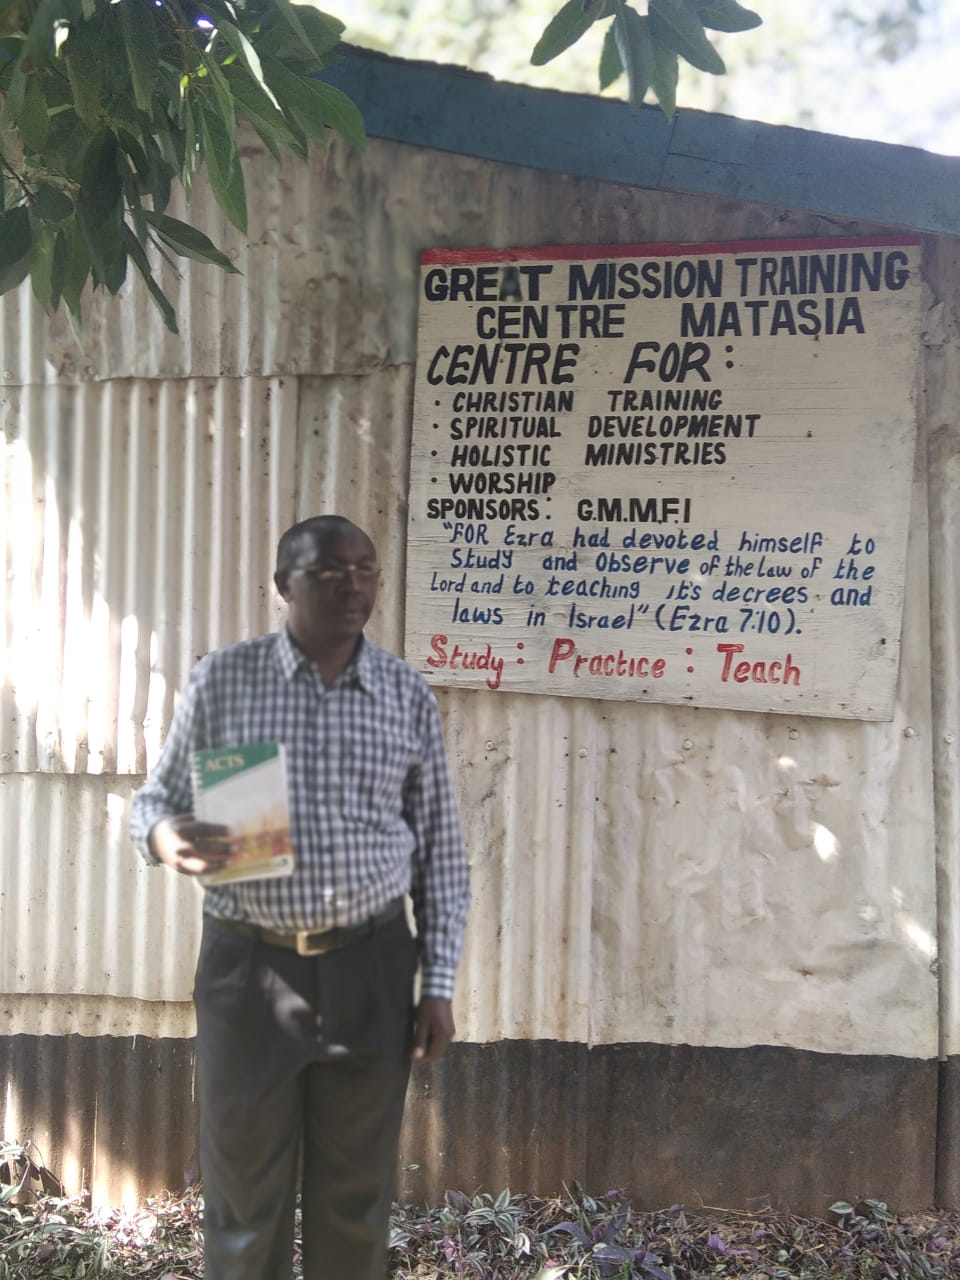 GREAT MISSION TRAINING
CENTRE MATASIA
CENTRE FOR:
· CHRISTIAN TRAINING
· SPIRITUAL DEVELOPMENT
· HOLISTIC MINISTRIES
· WORSHIP
SPONSORS: G.M.M.F.I
"FOR Ezra had devoted himself to
Study and Observe of the Law of the
Lord and to teaching it's decrees and
laws in Israel" (Ezra 7:10).
Study: Practice: Teach
ACTS